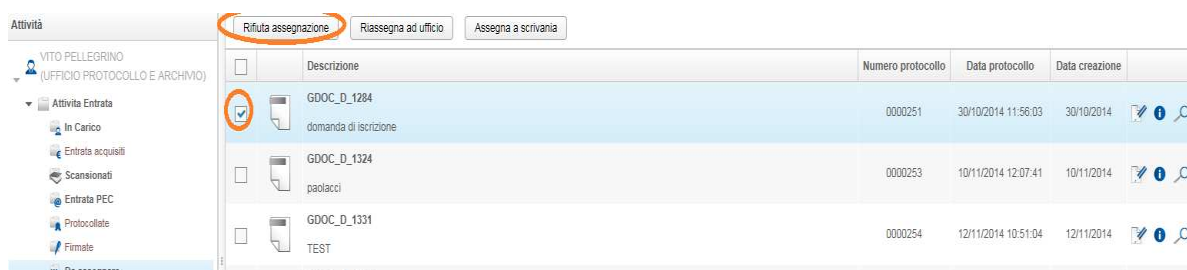 Attività
Rifiuta assegnazione Riassegna ad ufficio Assegna a scrivania
VITO PELLEGRINO
(UFFICIO PROTOCOLLO E ARCHIVIO)
Attivita Entrata
In Carico
Entrata acquisiti
Scansionati
Entrata PEC
Protocollate
Firmate
Da assegnare
Descrizione Numero protocollo Data protocollo Data creazione
GDOC_D_1284
domanda di iscrizione
0000251 30/10/2014 11:56:03 30/10/2014
GDOC_D_1324
paolacci
0000253 10/11/2014 12:07:41 10/11/2014
GDOC_D_1331
TEST
0000254 12/11/2014 10:51:04 12/11/2014